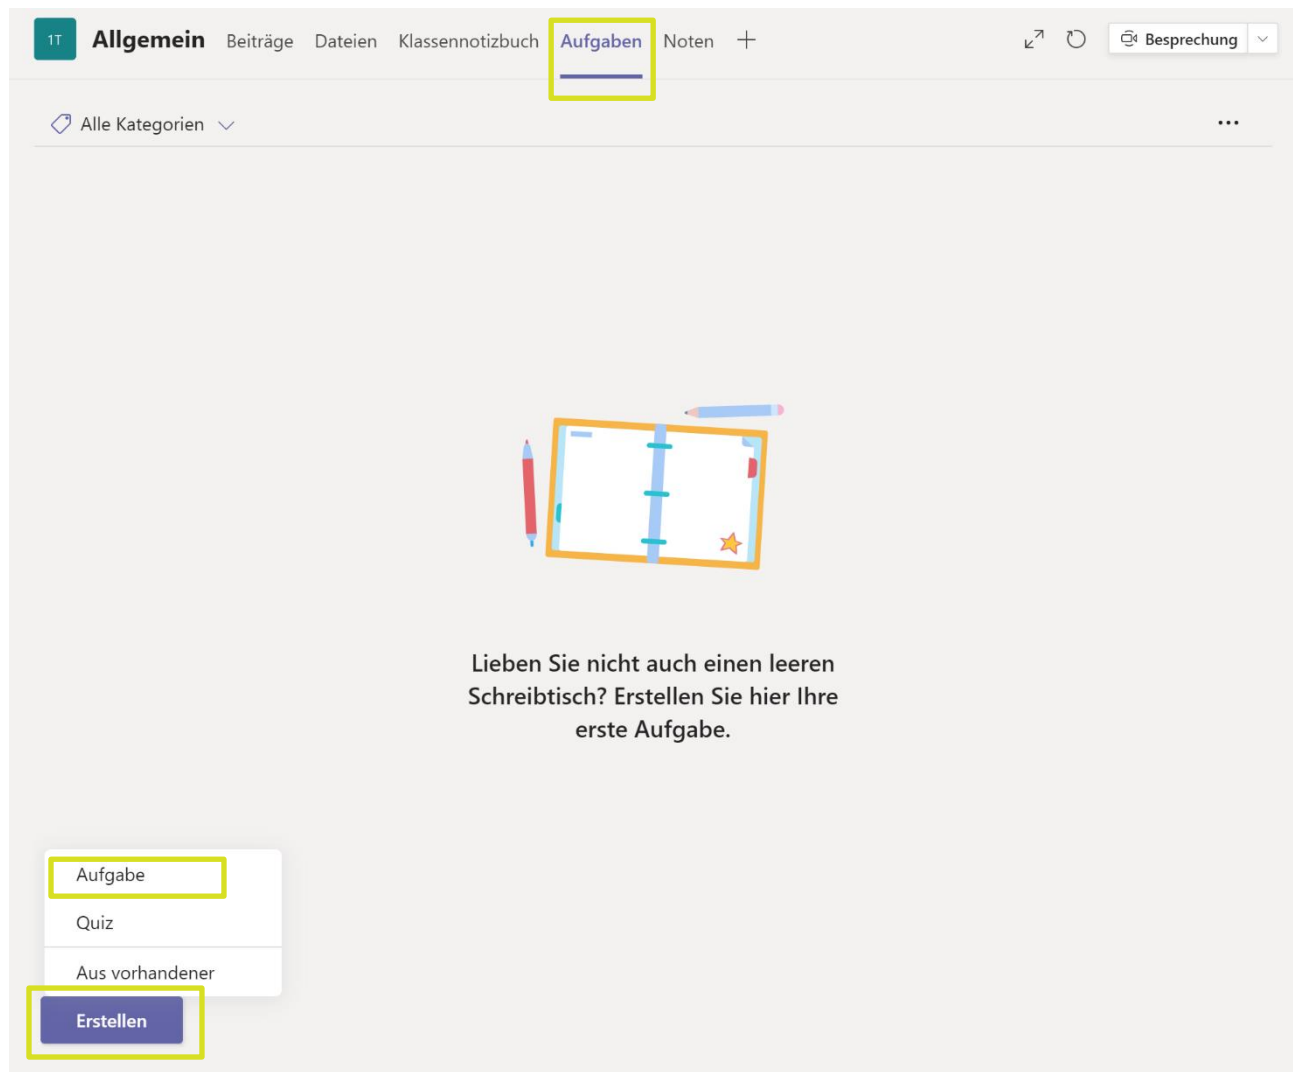 1T Allgemein Beiträge Dateien Klassennotizbuch Aufgaben Noten Besprechung
Alle Kategorien
Lieben Sie nicht auch einen leeren
Schreibtisch? Erstellen Sie hier Ihre
erste Aufgabe.
Aufgabe
Quiz
Aus vorhandener
Erstellen